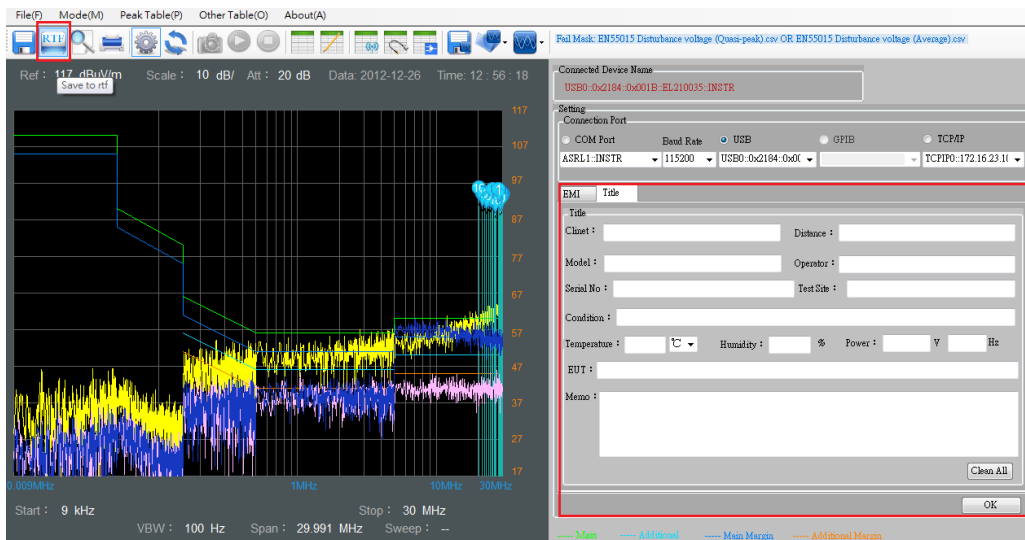 File(F) Mode(M) Peak Table(P) Other Table(O) About(A)
RTF
Fail Mask: EN55015 Disturbance voltage (Quasi-peak).csv OR EN55015 Disturbance voltage (Average).csv
Ref : 117 dBuV/m Scale : 10 dB/ Att : 20 dB Data: 2012-12-26 Time: 12 : 56 : 18
Save to rtf
117
107
97
87
77
67
57
47
37
27
17
0.009MHz 1MHz 10MHz 30MHz
Start : 9 kHz Stop : 30 MHz
VBW : 100 Hz Span : 29.991 MHz Sweep : --
Connected Device Name
USB0::0x2184::0x001B::EL210035::INSTR
Setting
Connection Port
COM Port Baud Rate USB GPIB TCP/IP
ASRL1::INSTR 115200 USB0::0x2184::0x00( TCPIP0::172.16.23.1(
EMI Title
Title
Clinet : Distance :
Model : Operator :
Serial No : Test Site :
Condition :
Temperature : °C Humidity : % Power : V Hz
EUT :
Memo :
Clean All
OK
----- Main ----- Additional ----- Main Margin ----- Additional Margin